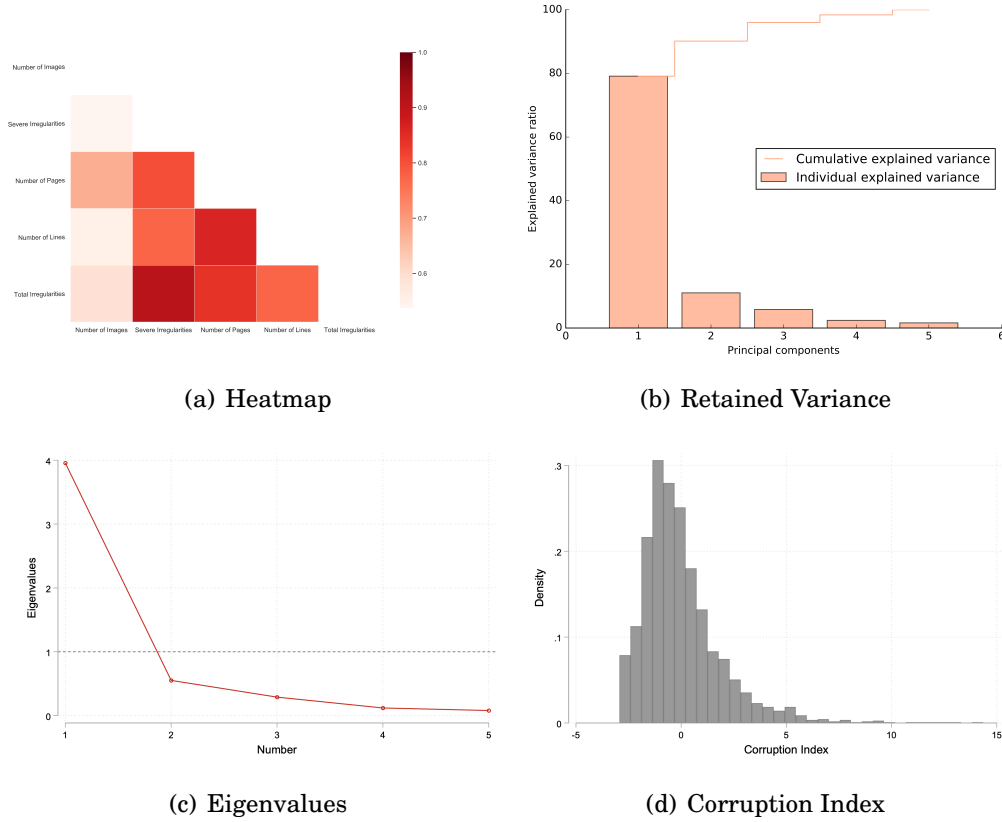 Number of Images
Severe Irregularities
Number of Pages
Number of Lines
Total Irregularities
Number of Images Severe Irregularities Number of Pages Number of Lines Total Irregularities
1.0
0.9
0.8
0.7
0.6
(a) Heatmap
100
80
60
40
20
0
Explained variance ratio
Cumulative explained variance
Individual explained variance
0 1 2 3 4 5 6
Principal components
(b) Retained Variance
4
3
2
1
0
Eigenvalues
1 2 3 4 5
Number
(c) Eigenvalues
.3
.2
.1
0
Density
-5 0 5 10 15
Corruption Index
(d) Corruption Index